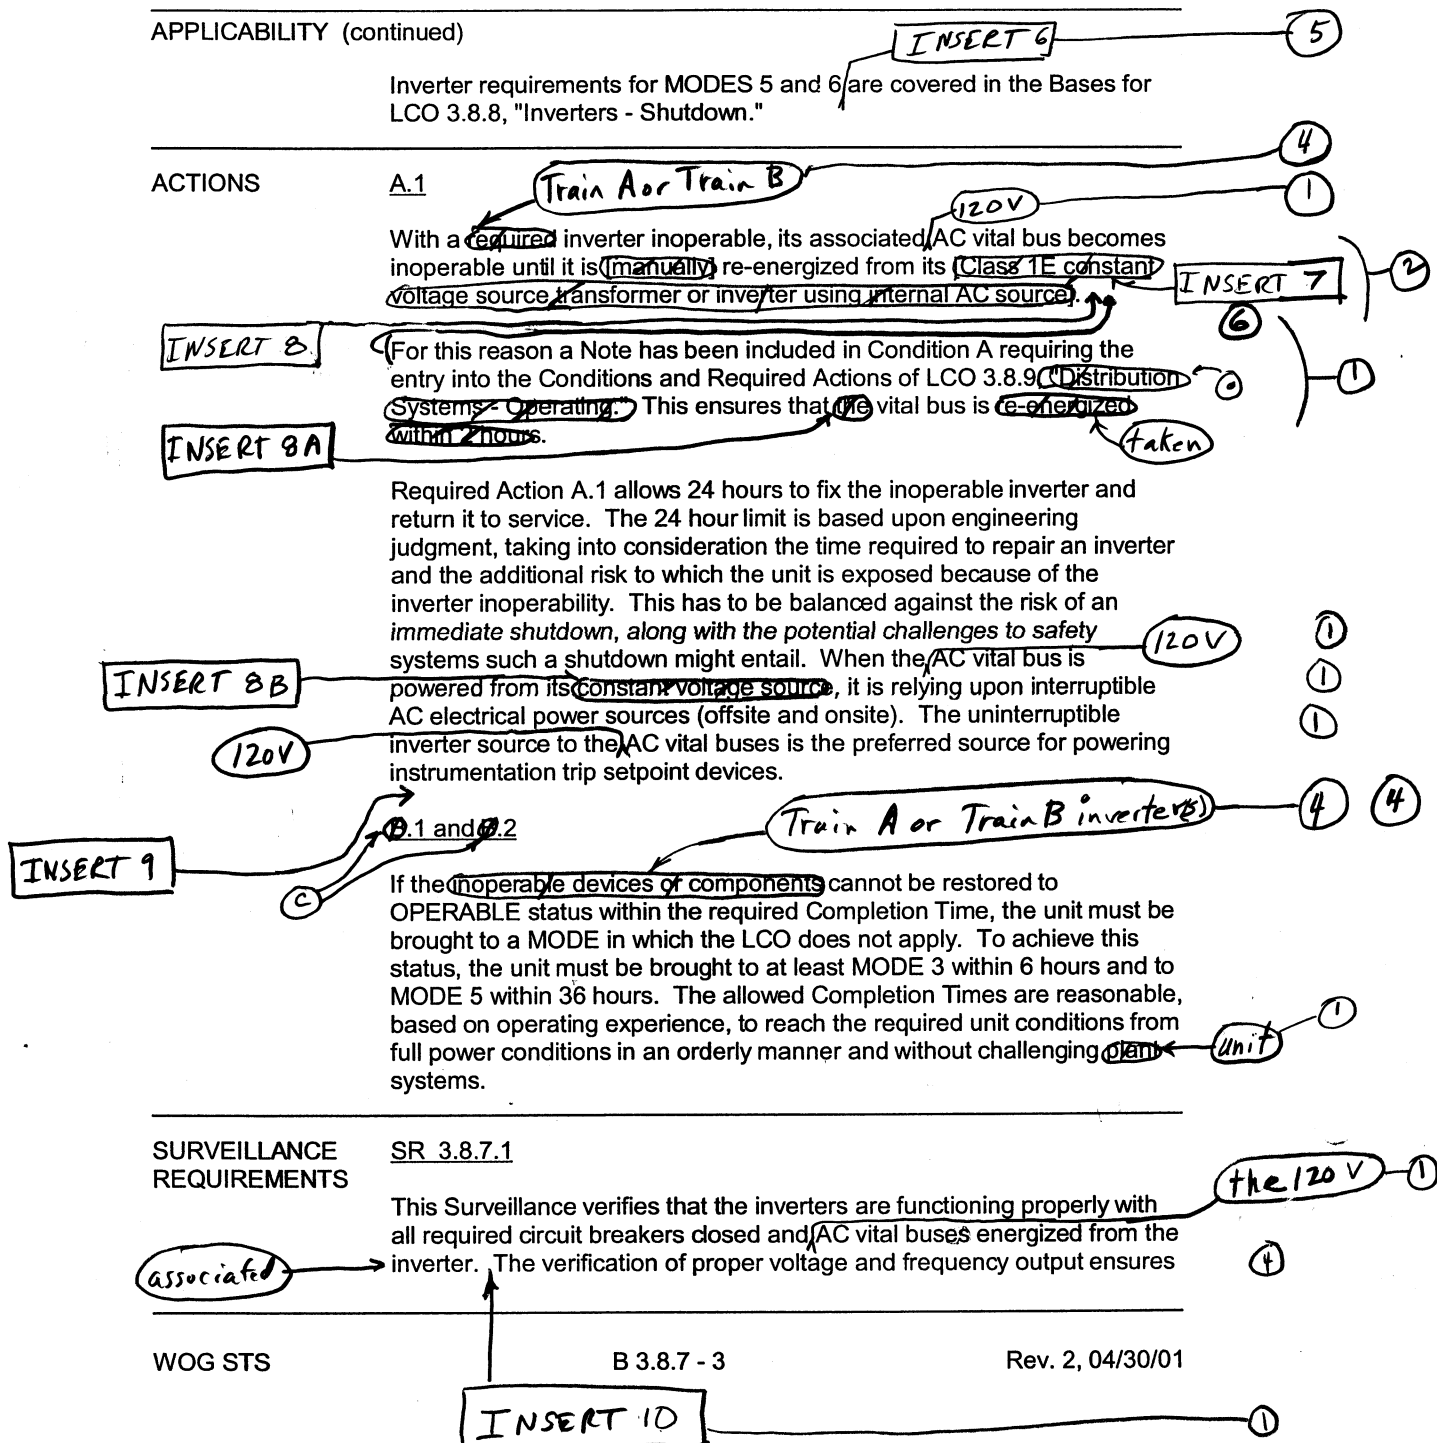 APPLICABILITY (continued)
INSERT 6
5
Inverter requirements for MODES 5 and 6 are covered in the Bases for
LCO 3.8.8, "Inverters - Shutdown."
4
ACTIONS A.1 Train A or Train B
120V 1
With a required inverter inoperable, its associated AC vital bus becomes
inoperable until it is [manually] re-energized from its [Class 1E constant
voltage source transformer or inverter using internal AC source].
INSERT 7 2
6
INSERT 8
For this reason a Note has been included in Condition A requiring the
entry into the Conditions and Required Actions of LCO 3.8.9, "Distribution
. 1
Systems - Operating." This ensures that the vital bus is re-energized
within 2 hours.
INSERT 8A
taken
Required Action A.1 allows 24 hours to fix the inoperable inverter and
return it to service. The 24 hour limit is based upon engineering
judgment, taking into consideration the time required to repair an inverter
and the additional risk to which the unit is exposed because of the
inverter inoperability. This has to be balanced against the risk of an
immediate shutdown, along with the potential challenges to safety
120V 1
systems such a shutdown might entail. When the AC vital bus is
INSERT 8B
powered from its constant voltage source, it is relying upon interruptible
1
AC electrical power sources (offsite and onsite). The uninterruptible
1
120V
inverter source to the AC vital buses is the preferred source for powering
instrumentation trip setpoint devices.
Train A or Train B inverter(s) 4 4
B.1 and B.2
INSERT 9
C
If the inoperable devices or components cannot be restored to
OPERABLE status within the required Completion Time, the unit must be
brought to a MODE in which the LCO does not apply. To achieve this
status, the unit must be brought to at least MODE 3 within 6 hours and to
MODE 5 within 36 hours. The allowed Completion Times are reasonable,
based on operating experience, to reach the required unit conditions from
full power conditions in an orderly manner and without challenging plant
unit 1
systems.
SURVEILLANCE SR 3.8.7.1
REQUIREMENTS
the 120 V 1
This Surveillance verifies that the inverters are functioning properly with
all required circuit breakers closed and AC vital buses energized from the
associated
inverter. The verification of proper voltage and frequency output ensures
4
WOG STS B 3.8.7 - 3 Rev. 2, 04/30/01
INSERT 10 1